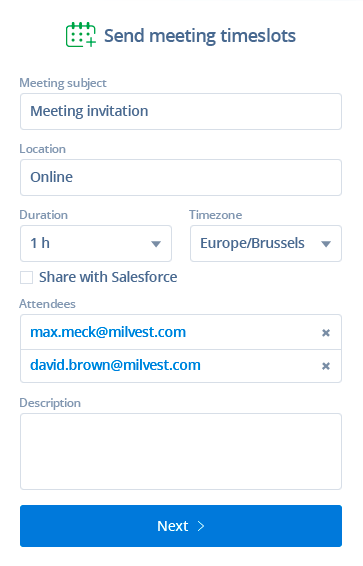 Send meeting timeslots
Meeting subject
Meeting invitation
Location
Online
Duration
Timezone
1 h
Europe/Brussels
Share with Salesforce
Attendees
max.meck@milvest.com
david.brown@milvest.com
Description
Next